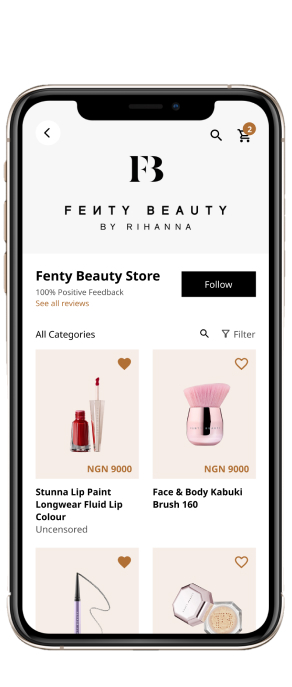 2
FB
FEИTY BEAUTY
BY RIHANNA
Fenty Beauty Store
100% Positive Feedback
See all reviews
Follow
All Categories
Filter
NGN 9000
NGN 9000
Stunna Lip Paint
Longwear Fluid Lip
Colour
Uncensored
Face & Body Kabuki
Brush 160